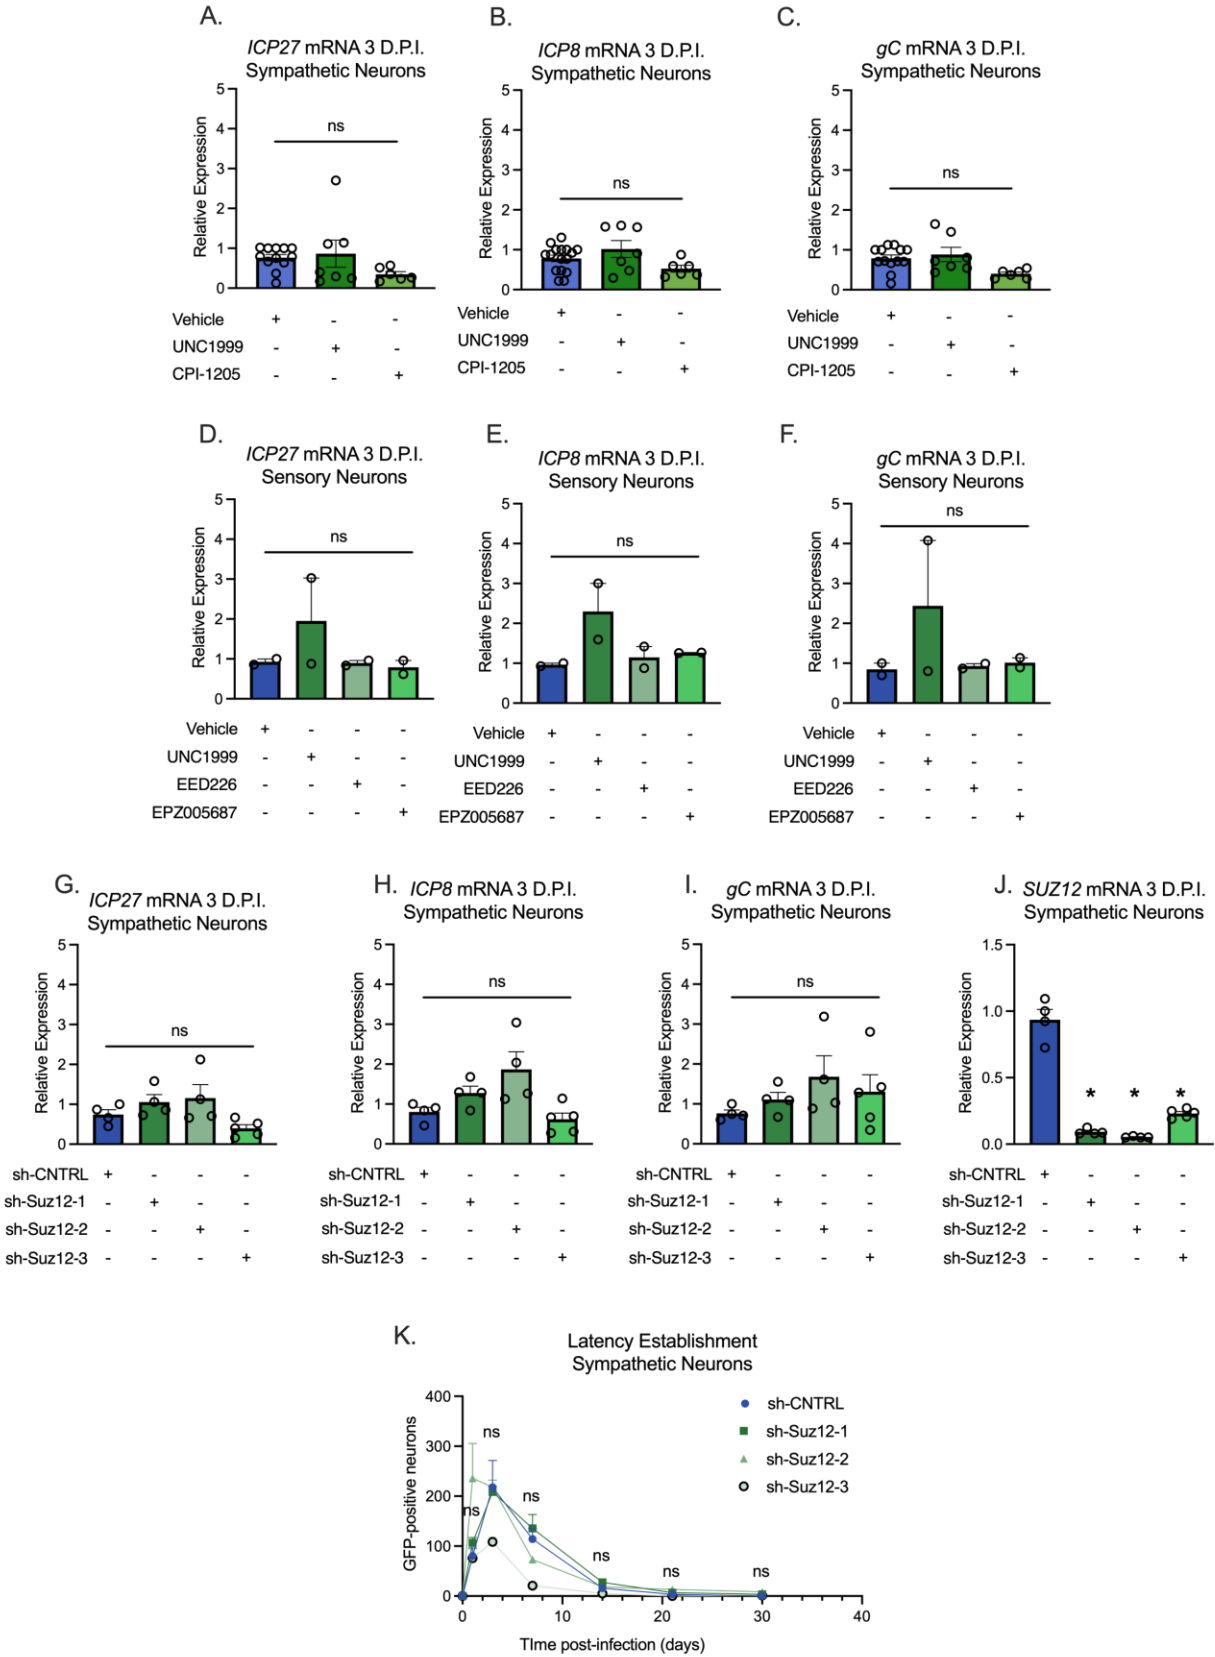 A.
ICP27 mRNA 3 D.P.I.
Sympathetic Neurons
Relative Expression
5
4
3
2
1
0
ns
Vehicle + - -
UNC1999 - + -
CPI-1205 - - +
B.
ICP8 mRNA 3 D.P.I.
Sympathetic Neurons
Relative Expression
5
4
3
2
1
0
ns
Vehicle + - -
UNC1999 - + -
CPI-1205 - - +
C.
gC mRNA 3 D.P.I.
Sympathetic Neurons
Relative Expression
5
4
3
2
1
0
ns
Vehicle + - -
UNC1999 - + -
CPI-1205 - - +
D.
ICP27 mRNA 3 D.P.I.
Sensory Neurons
Relative Expression
5
4
3
2
1
0
ns
Vehicle + - - -
UNC1999 - + - -
EED226 - - + -
EPZ005687 - - - +
E.
ICP8 mRNA 3 D.P.I.
Sensory Neurons
Relative Expression
5
4
3
2
1
0
ns
Vehicle + - - -
UNC1999 - + - -
EED226 - - + -
EPZ005687 - - - +
F.
gC mRNA 3 D.P.I.
Sensory Neurons
Relative Expression
5
4
3
2
1
0
ns
Vehicle + - - -
UNC1999 - + - -
EED226 - - + -
EPZ005687 - - - +
G.
ICP27 mRNA 3 D.P.I.
Sympathetic Neurons
Relative Expression
5
4
3
2
1
0
ns
sh-CNTRL + - - -
sh-Suz12-1 - + - -
sh-Suz12-2 - - + -
sh-Suz12-3 - - - +
H.
ICP8 mRNA 3 D.P.I.
Sympathetic Neurons
Relative Expression
5
4
3
2
1
0
ns
sh-CNTRL + - - -
sh-Suz12-1 - + - -
sh-Suz12-2 - - + -
sh-Suz12-3 - - - +
I.
gC mRNA 3 D.P.I.
Sympathetic Neurons
Relative Expression
5
4
3
2
1
0
ns
sh-CNTRL + - - -
sh-Suz12-1 - + - -
sh-Suz12-2 - - + -
sh-Suz12-3 - - - +
J.
SUZ12 mRNA 3 D.P.I.
Sympathetic Neurons
Relative Expression
1.5
1.0
0.5
0.0
* * *
sh-CNTRL + - - -
sh-Suz12-1 - + - -
sh-Suz12-2 - - + -
sh-Suz12-3 - - - +
K.
Latency Establishment
Sympathetic Neurons
GFP-positive neurons
400
300
200
100
0
ns
ns
ns
ns
ns
ns
sh-CNTRL
sh-Suz12-1
sh-Suz12-2
sh-Suz12-3
0 10 20 30 40
TIme post-infection (days)